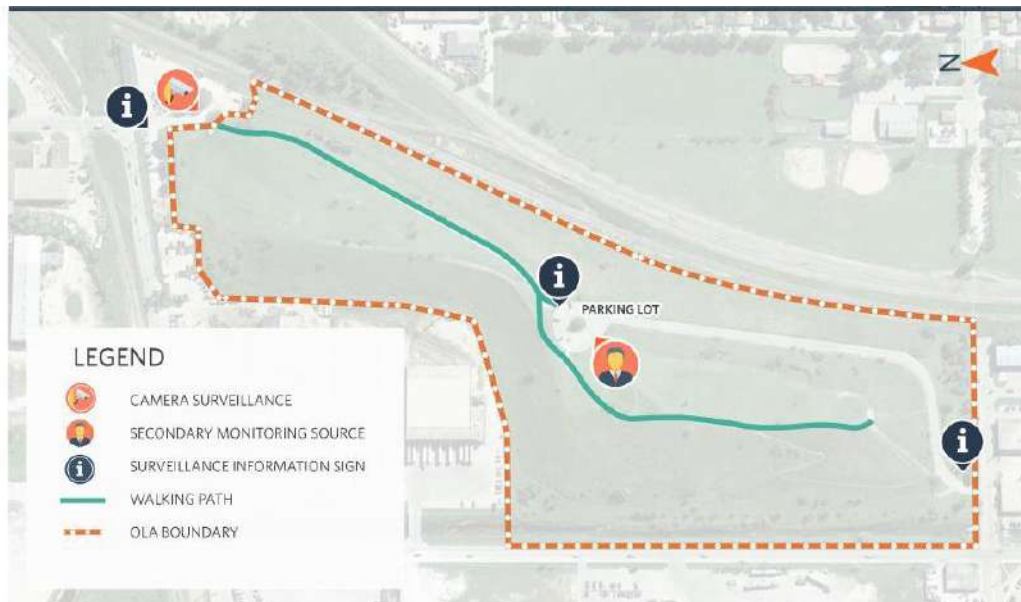 N
i
i
PARKING LOT
i
LEGEND
CAMERA SURVEILLANCE
SECONDARY MONITORING SOURCE
i
SURVEILLANCE INFORMATION SIGN
WALKING PATH
OLA BOUNDARY